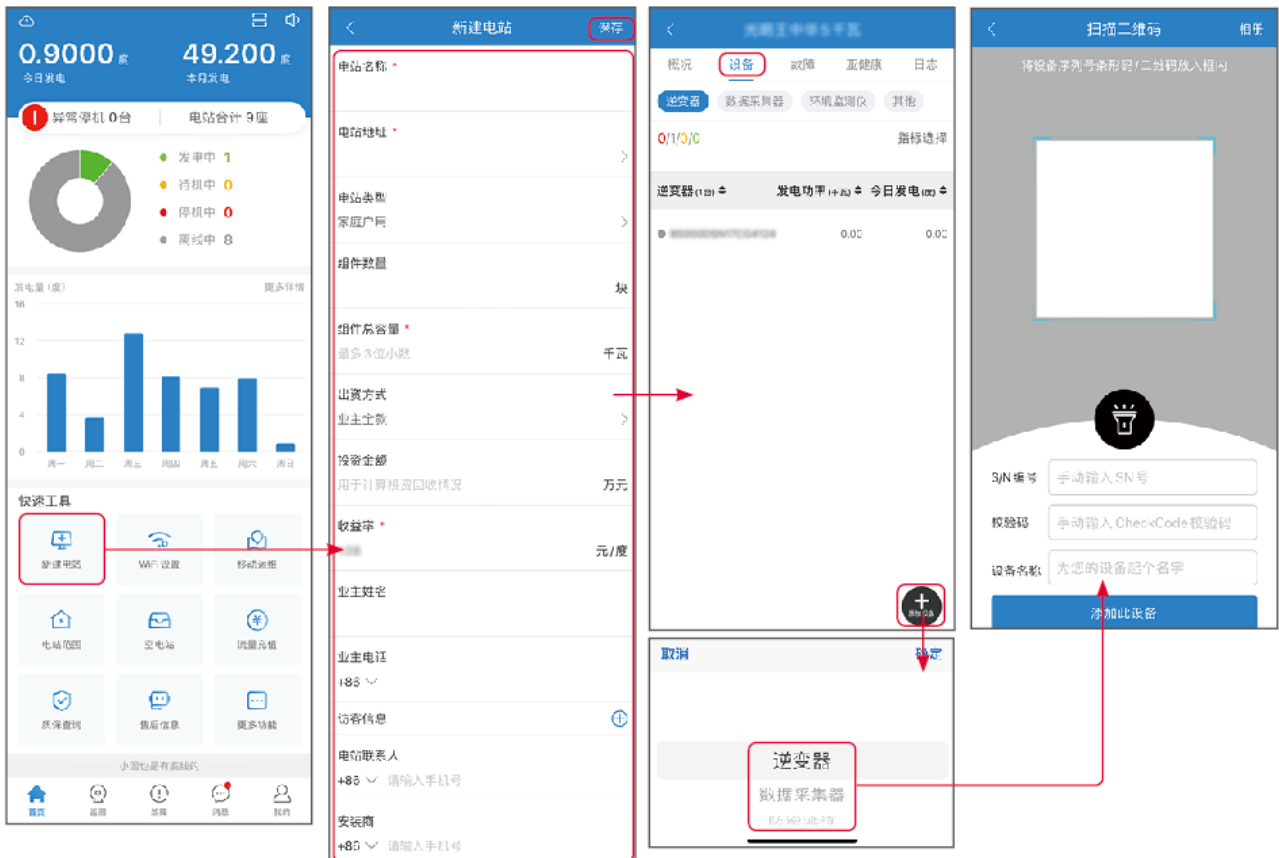 0.9000 度
49.200 度
今日发电
本月发电
异常停机 0台
电站合计 9座
发电中 1
待机中 0
停机中 0
离线中 8
发电量(度)
更多详情
16
12
8
4
0
周一 周二 周三 周四 周五 周六 周日
快速工具
新建电站
WiFi 设置
移动运维
电站范围
空电站
流量充值
质保查询
售后信息
更多功能
首页
监测
故障
消息
我的
新建电站
保存
电站名称 *
电站地址 *
电站类型
家庭户用
组件数量
块
组件总容量 *
最多3位小数
千瓦
出资方式
业主全款
投资金额
用于计算投资回收情况
万元
收益率 *
元/度
业主姓名
业主电话
+86
访客信息
电站联系人
+86 请输入手机号
安装商
+86 请输入手机号
概况 设备 故障 亚健康 日志
逆变器 数据采集器 环境监测仪 其他
0/1/0/0
指标选择
逆变器(1台) 发电功率(千瓦) 今日发电(度)
0.00 0.00
添加设备
取消
确定
逆变器
数据采集器
扫描二维码
相册
将设备序列号条形码/二维码放入框内
S/N 编号 手动输入 SN 号
校验码 手动输入 CheckCode 校验码
设备名称 为您的设备起个名字
添加此设备